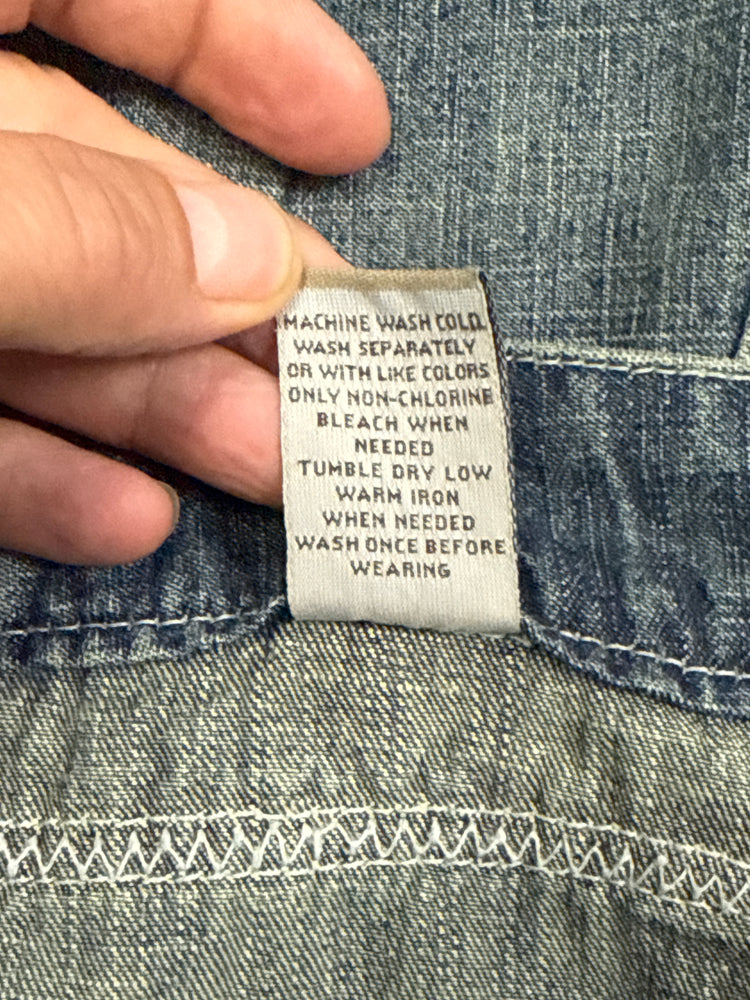 MACHINE WASH COLD
WASH SEPARATELY
OR WITH LIKE COLORS
ONLY NON-CHLORINE
BLEACH WHEN
NEEDED
TUMBLE DRY LOW
WARM IRON
WHEN NEEDED
WASH ONCE BEFORE
WEARING